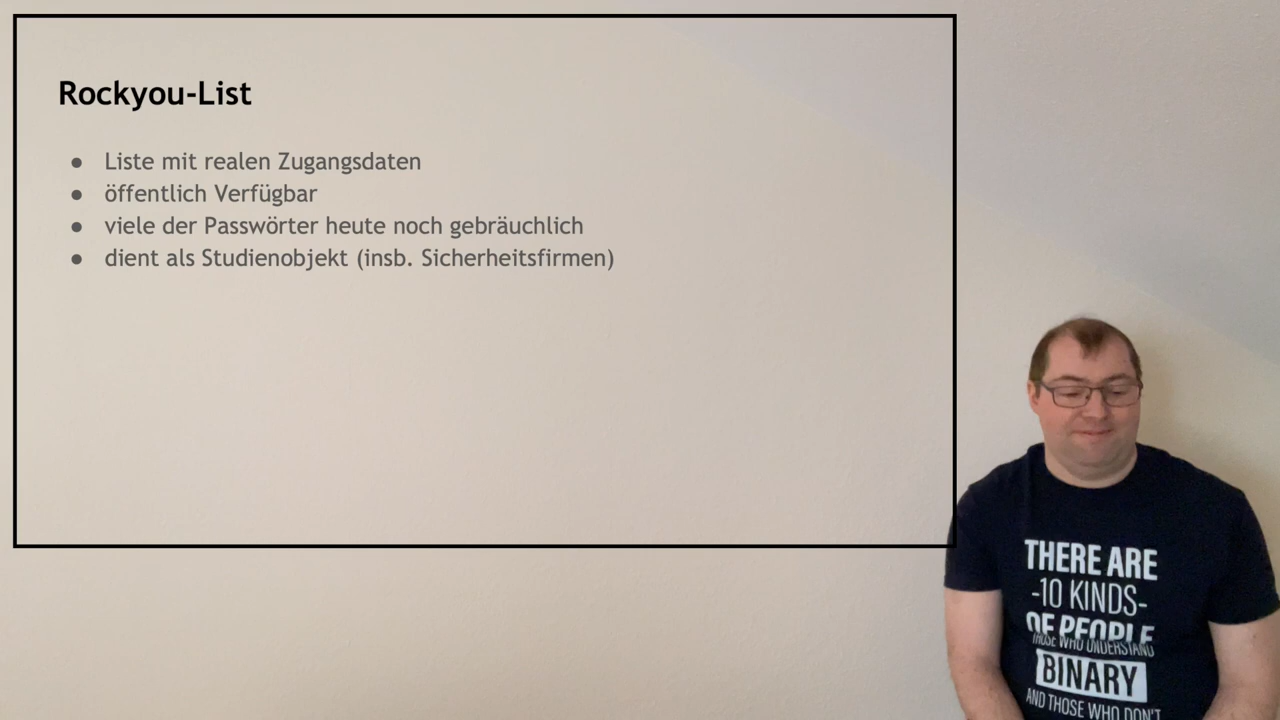 Rockyou-List
● Liste mit realen Zugangsdaten
● öffentlich Verfügbar
● viele der Passwörter heute noch gebräuchlich
● dient als Studienobjekt (insb. Sicherheitsfirmen)
THERE ARE
-10 KINDS-
OF PEOPLE
THOSE WHO UNDERSTAND
BINARY
AND THOSE WHO DON'T